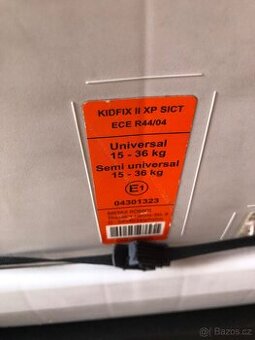 KIDFIX II XP SICT
ECE R44/04
Universal
15 - 36 kg
Semi universal
15 - 36 kg
E1
04301323
Bazoš.cz